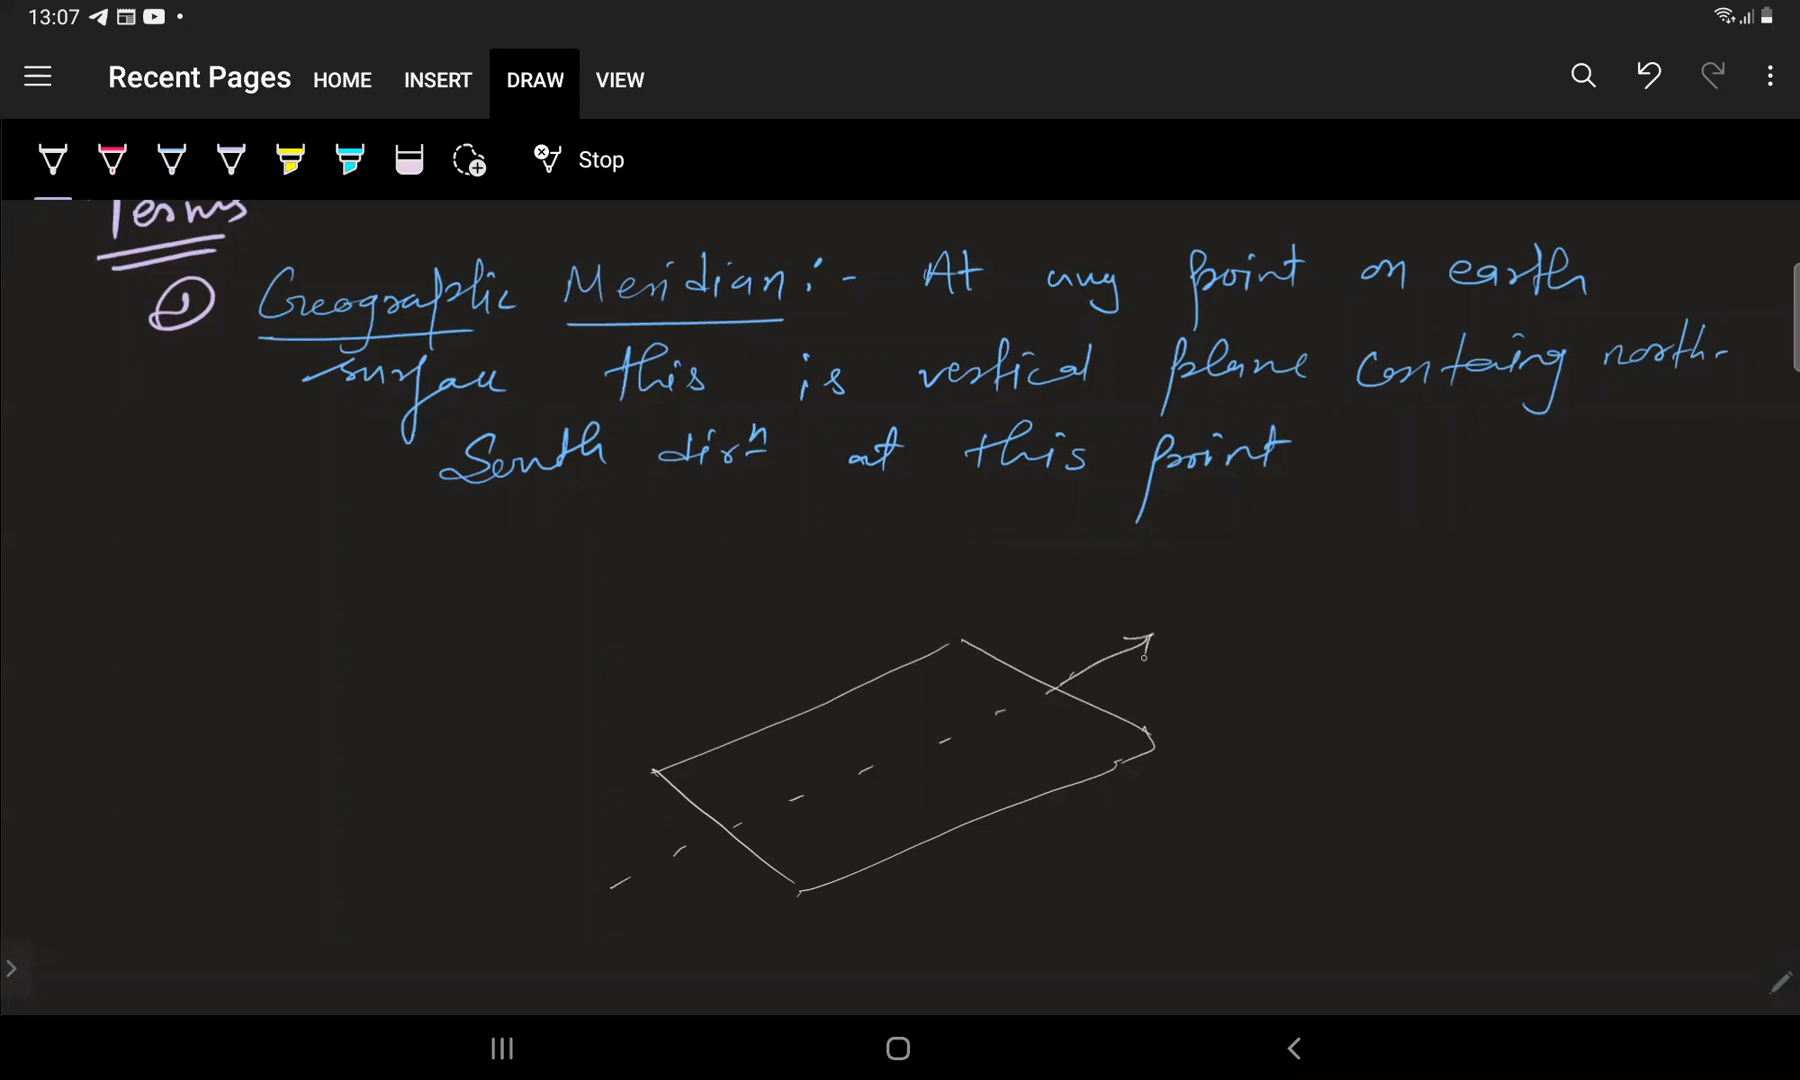 13:07
Recent Pages HOME INSERT DRAW VIEW
Stop
Terms
① Geographic Meridian :- At any point on earth
surface this is vertical plane containg north-
South dirⁿ at this point